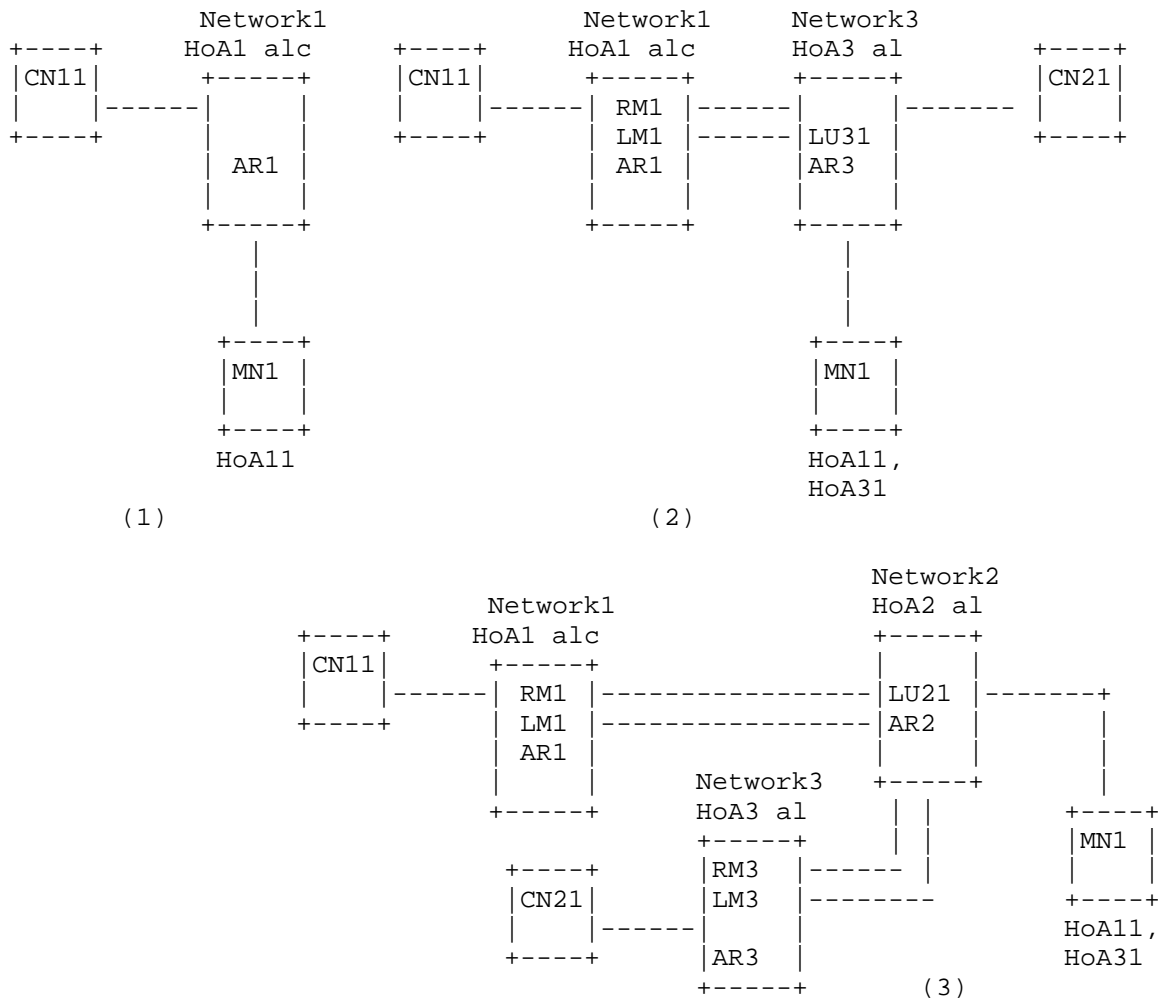 Network1 Network1 Network3
HoA1 alc HoA1 alc HoA3 al
CN11 CN11 CN21
RM1
LM1 LU31
AR1 AR1 AR3
MN1 MN1
HoA11 HoA11,
HoA31
(1) (2)
Network2
Network1 HoA2 al
HoA1 alc
CN11
RM1 LU21
LM1 AR2
AR1
Network3
HoA3 al
MN1
RM3
CN21 LM3
HoA11,
AR3 HoA31
(3)